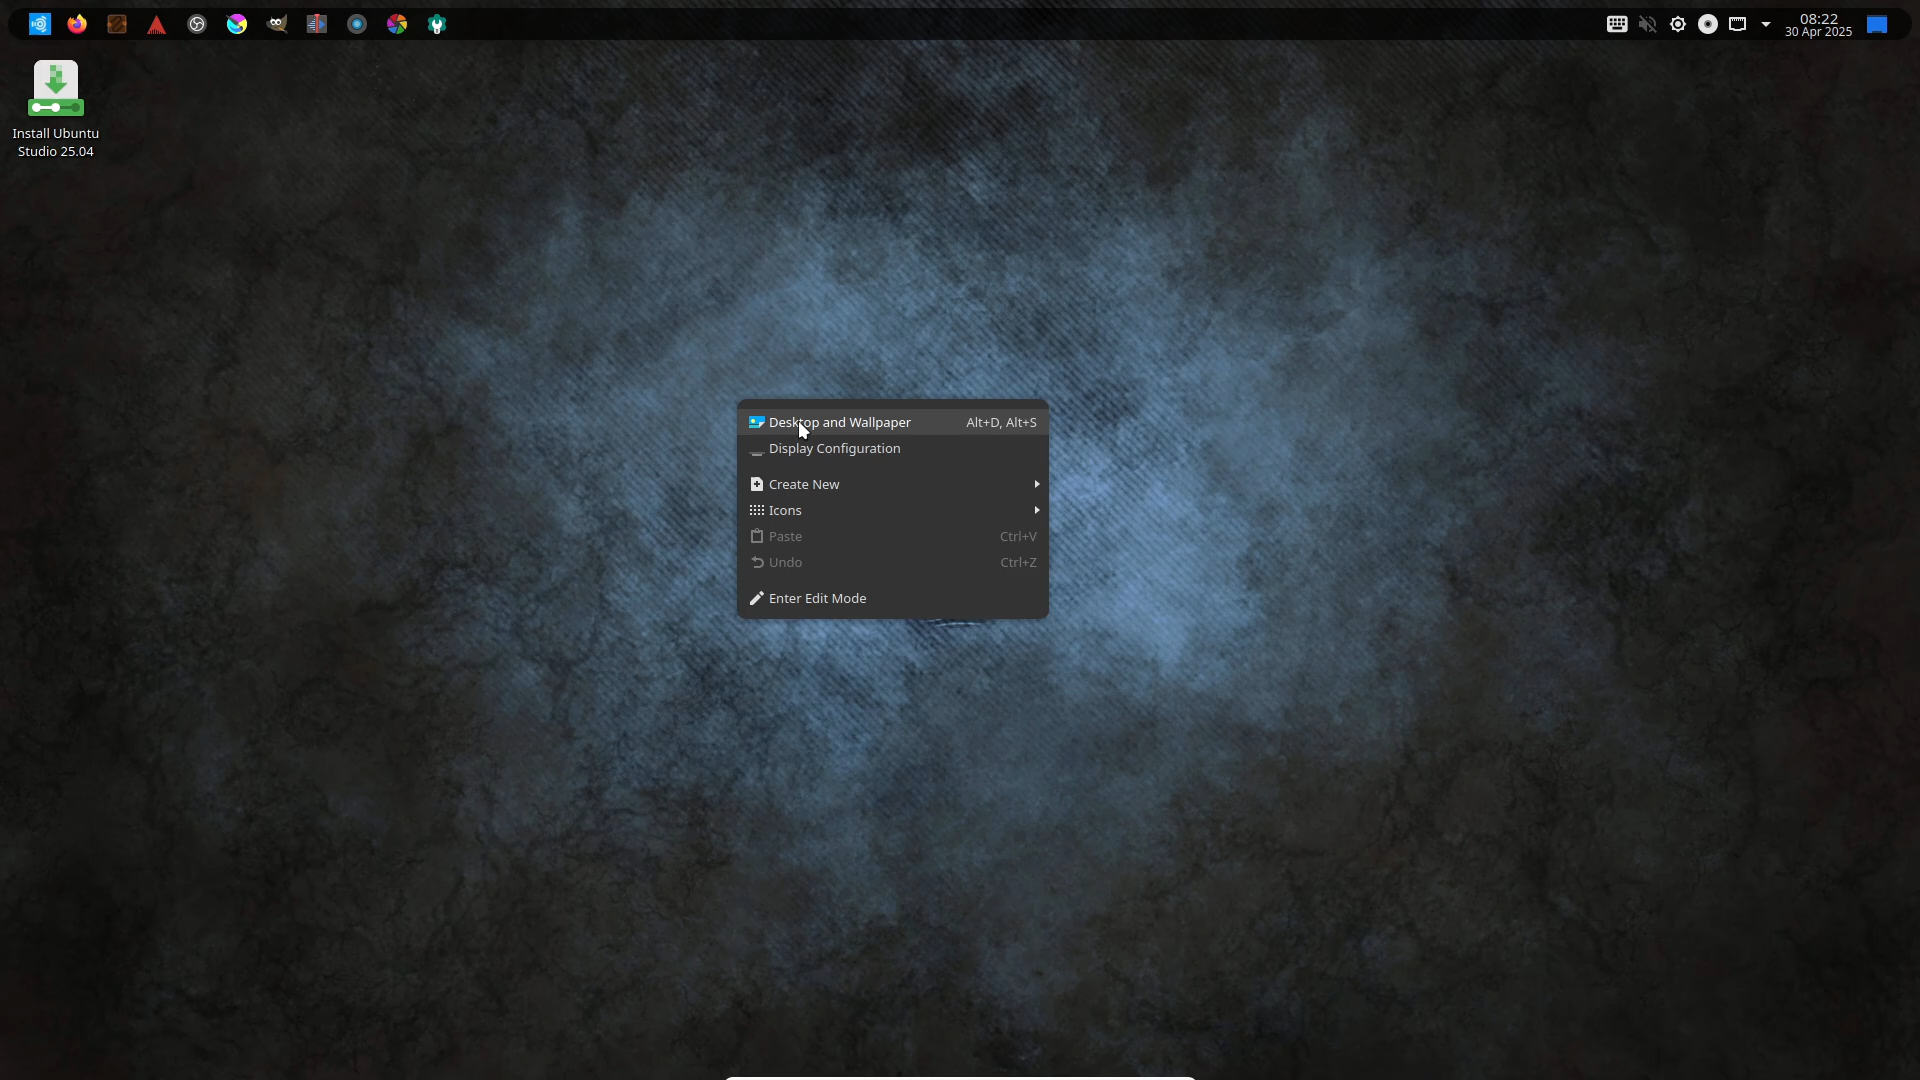 08:22
30 Apr 2025
Install Ubuntu
Studio 25.04
Desktop and Wallpaper Alt+D, Alt+S
Display Configuration
Create New
Icons
Paste Ctrl+V
Undo Ctrl+Z
Enter Edit Mode